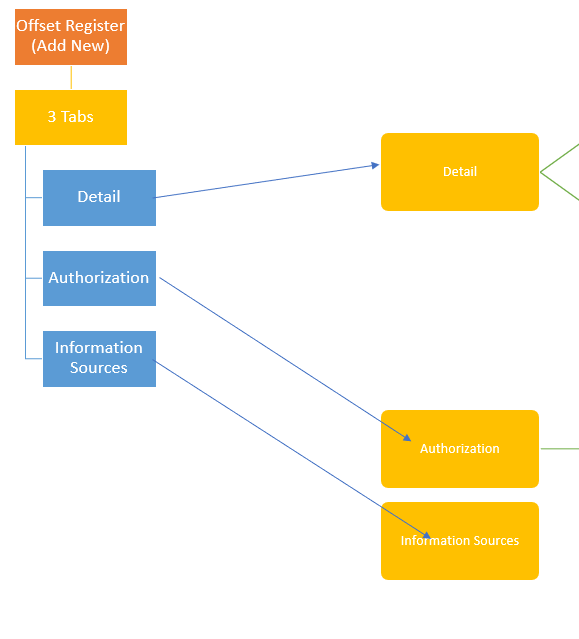 Offset Register
(Add New)
3 Tabs
Detail
Authorization
Information
Sources
Detail
Authorization
Information Sources